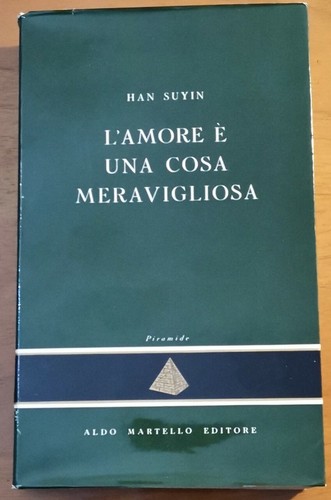 HAN SUYIN
L'AMORE È
UNA COSA
MERAVIGLIOSA
Piramide
ALDO MARTELLO EDITORE